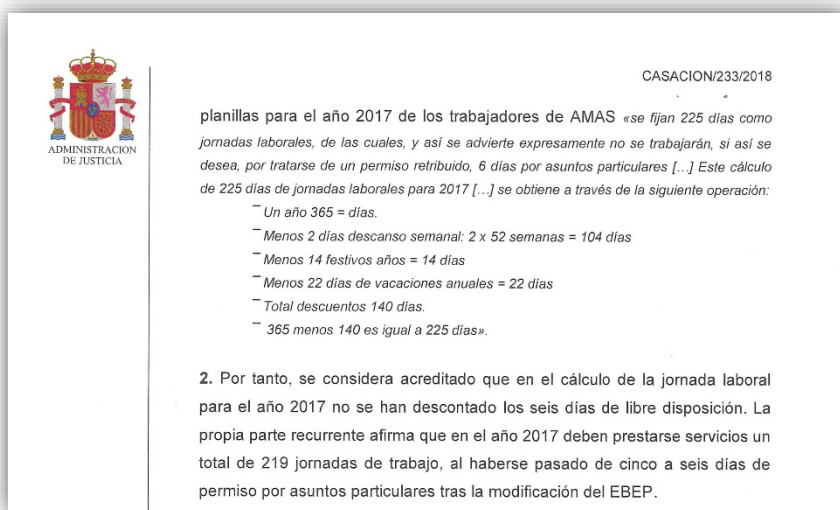 CASACION/233/2018
ADMINISTRACION
DE JUSTICIA
planillas para el año 2017 de los trabajadores de AMAS «se fijan 225 días como
jornadas laborales, de las cuales, y así se advierte expresamente no se trabajarán, si así se
desea, por tratarse de un permiso retribuido, 6 días por asuntos particulares [...] Este cálculo
de 225 días de jornadas laborales para 2017 [...] se obtiene a través de la siguiente operación:
– Un año 365 = días.
– Menos 2 días descanso semanal: 2 x 52 semanas = 104 días
– Menos 14 festivos años = 14 días
– Menos 22 días de vacaciones anuales = 22 días
– Total descuentos 140 días.
– 365 menos 140 es igual a 225 días».
2. Por tanto, se considera acreditado que en el cálculo de la jornada laboral
para el año 2017 no se han descontado los seis días de libre disposición. La
propia parte recurrente afirma que en el año 2017 deben prestarse servicios un
total de 219 jornadas de trabajo, al haberse pasado de cinco a seis días de
permiso por asuntos particulares tras la modificación del EBEP.